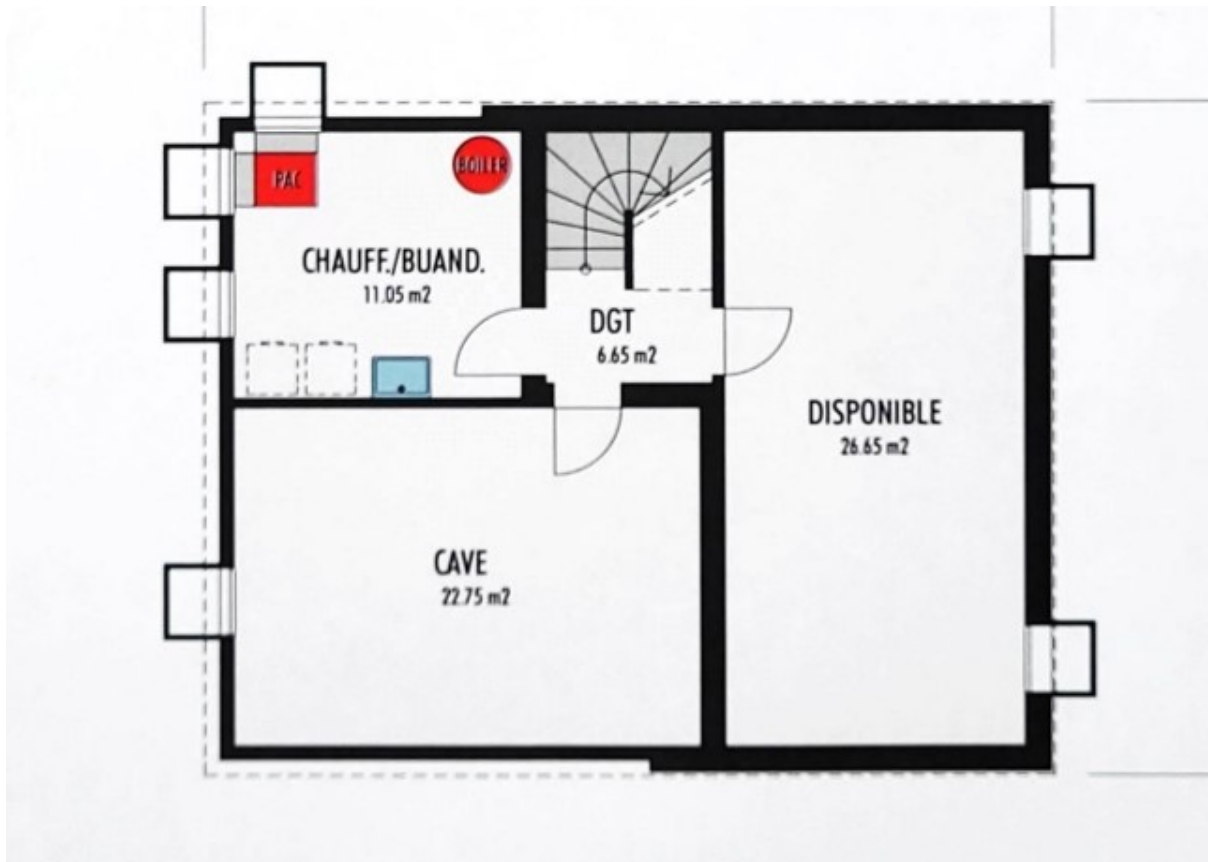 PAC
BOILER
CHAUFF./BUAND.
11.05 m2
DGT
6.65 m2
DISPONIBLE
26.65 m2
CAVE
22.75 m2